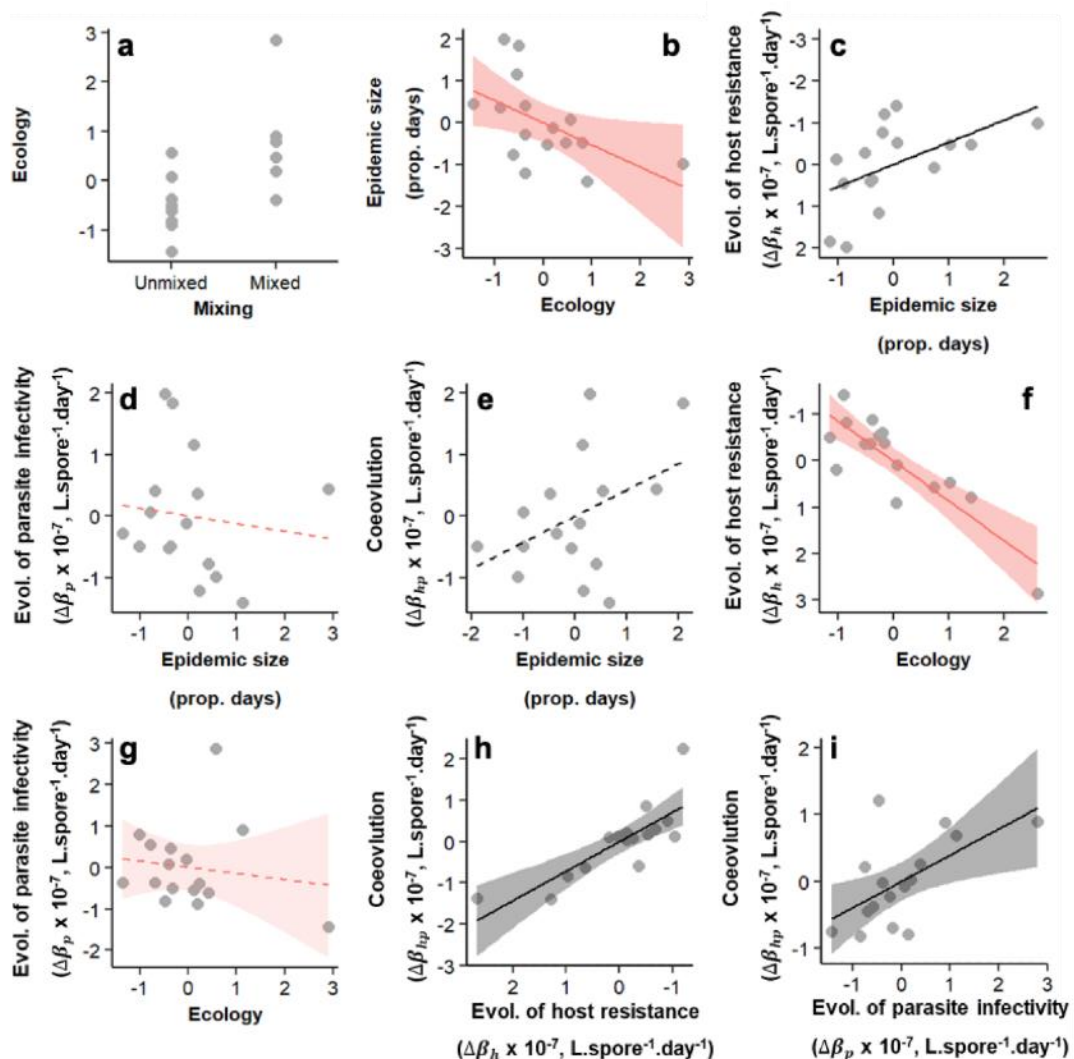 a
Ecology
3
2
1
0
-1
Unmixed Mixed
Mixing
b
Epidemic size
(prop. days)
2
1
0
-1
-2
-3
-1 0 1 2 3
Ecology
c
Evol. of host resistance
(Δβₕ x 10⁻⁷, L.spore⁻¹.day⁻¹)
-3
-2
-1
0
1
2
-1 0 1 2 3
Epidemic size
(prop. days)
d
Evol. of parasite infectivity
(Δβₚ x 10⁻⁷, L.spore⁻¹.day⁻¹)
2
1
0
-1
-1 0 1 2 3
Epidemic size
(prop. days)
e
Coeovlution
(Δβₕₚ x 10⁻⁷, L.spore⁻¹.day⁻¹)
2
1
0
-1
-2 -1 0 1 2
Epidemic size
(prop. days)
f
Evol. of host resistance
(Δβₕ x 10⁻⁷, L.spore⁻¹.day⁻¹)
-1
0
1
2
3
-1 0 1 2 3
Ecology
g
Evol. of parasite infectivity
(Δβₚ x 10⁻⁷, L.spore⁻¹.day⁻¹)
3
2
1
0
-1
-2
-1 0 1 2 3
Ecology
h
Coeovlution
(Δβₕₚ x 10⁻⁷, L.spore⁻¹.day⁻¹)
2
1
0
-1
-2
-3
2 1 0 -1
Evol. of host resistance
(Δβₕ x 10⁻⁷, L.spore⁻¹.day⁻¹)
i
Coeovlution
(Δβₕₚ x 10⁻⁷, L.spore⁻¹.day⁻¹)
2
1
0
-1
-1 0 1 2 3
Evol. of parasite infectivity
(Δβₚ x 10⁻⁷, L.spore⁻¹.day⁻¹)